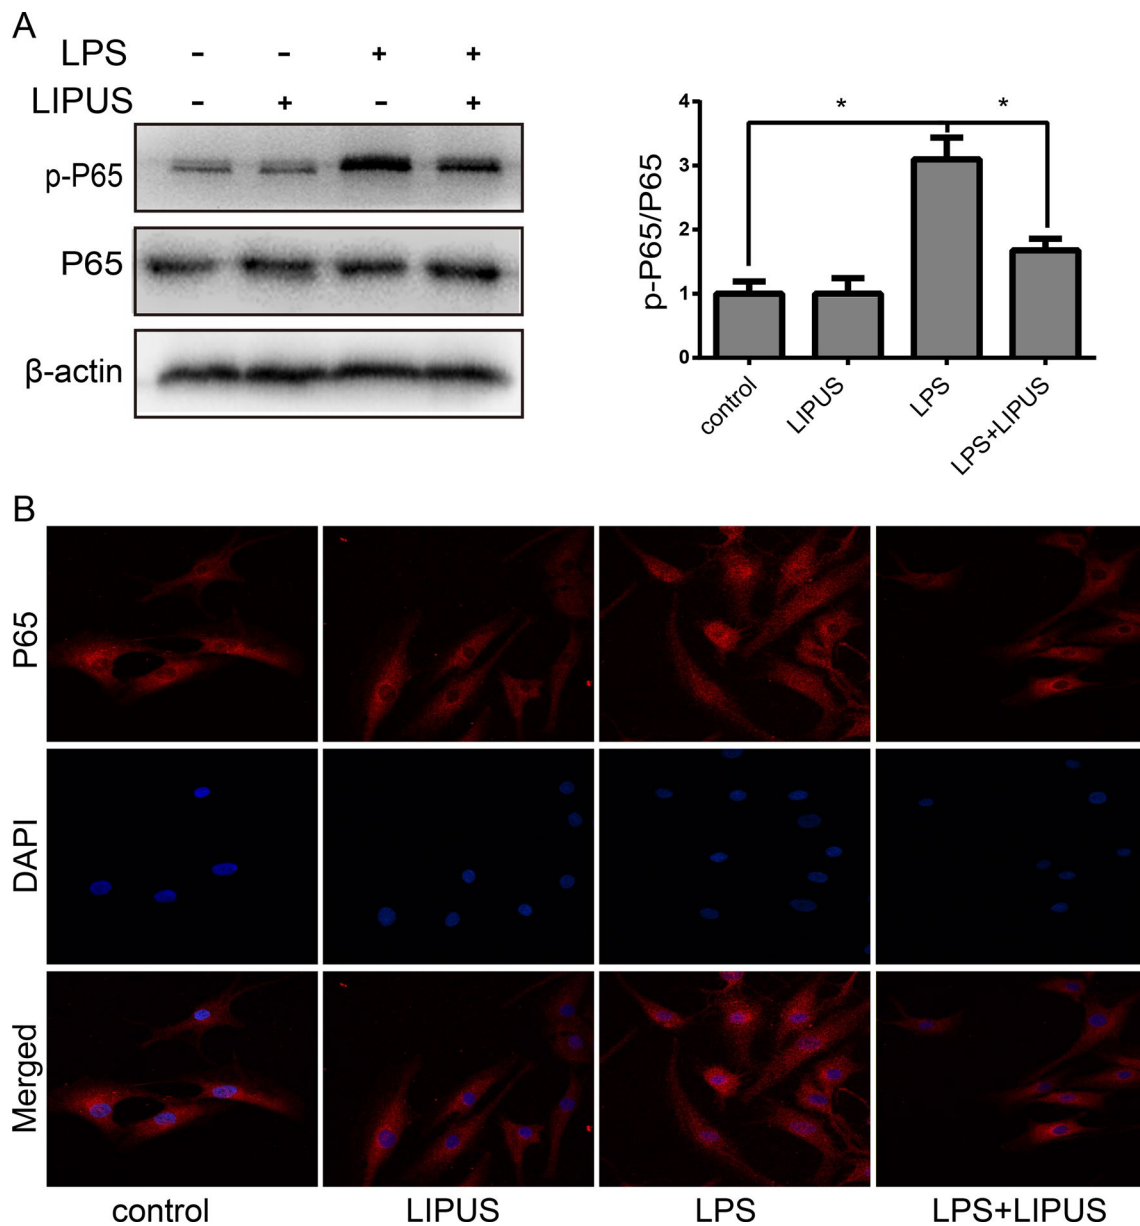 A
LPS - - + +
LIPUS - + - +
p-P65
P65
β-actin
p-P65/P65
4
3
2
1
0
* *
control
LIPUS
LPS
LPS+LIPUS
B
P65
DAPI
Merged
control LIPUS LPS LPS+LIPUS